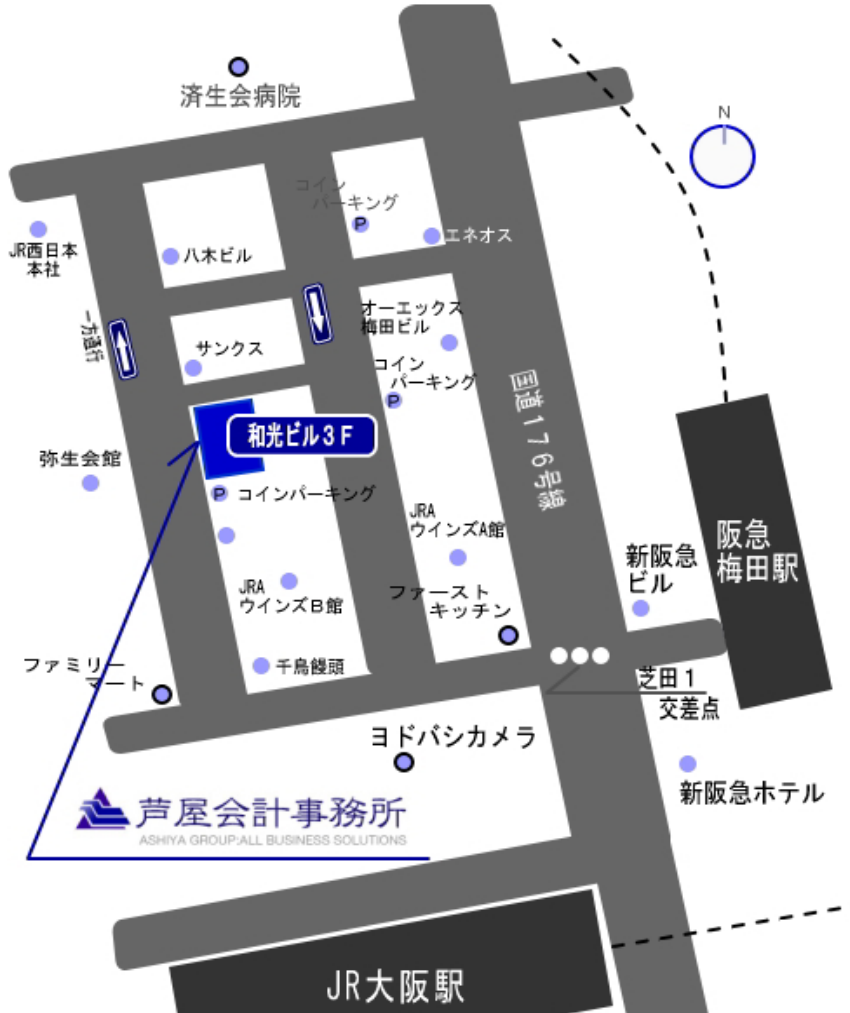 済生会病院
N
コイン
パーキング
P
エネオス
JR西日本
本社
八木ビル
オーエックス
梅田ビル
一方通行
サンクス
コイン
パーキング
P
国道176号線
和光ビル3F
弥生会館
P
コインパーキング
JRA
ウインズA館
阪急
梅田駅
新阪急
ビル
JRA
ウインズB館
ファースト
キッチン
ファミリー
マート
千鳥饅頭
芝田1
交差点
ヨドバシカメラ
新阪急ホテル
芦屋会計事務所
ASHIYA GROUP:ALL BUSINESS SOLUTIONS
JR大阪駅